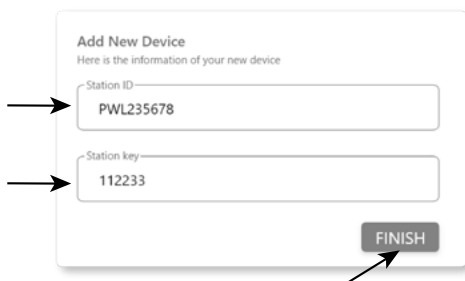 Add New Device
Here is the information of your new device
Station ID
PWL235678
Station key
112233
FINISH